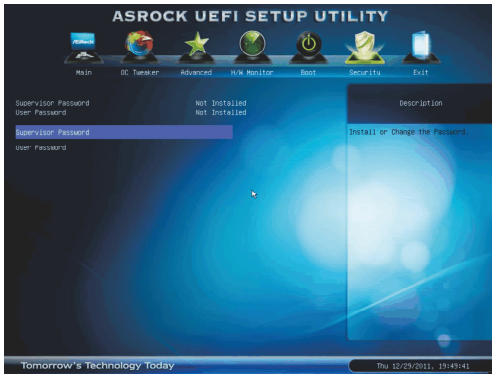 ASROCK UEFI SETUP UTILITY
ASRock
Main OC Tweaker Advanced H/W Monitor Boot Security Exit
Supervisor Password Not Installed
User Password Not Installed
Supervisor Password
User Password
Description
Install or Change the Password.
Tomorrow's Technology Today
Thu 12/29/2011, 19:49:41